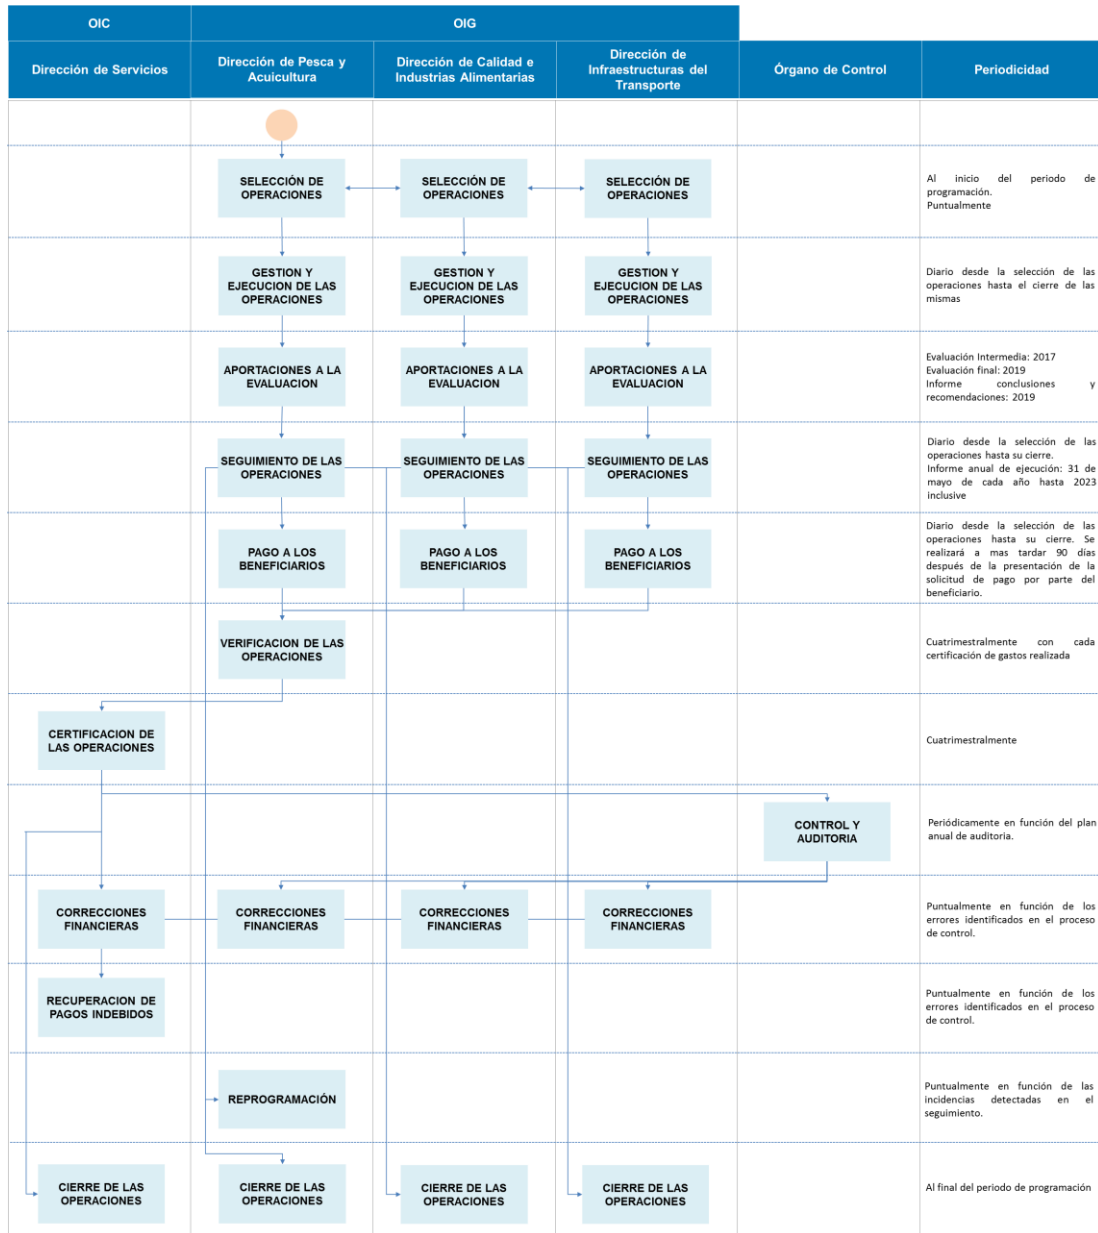 OIC
OIG
Dirección de Servicios
Dirección de Pesca y
Acuicultura
Dirección de Calidad e
Industrias Alimentarias
Dirección de
Infraestructuras del
Transporte
Órgano de Control
Periodicidad
SELECCIÓN DE
OPERACIONES
SELECCIÓN DE
OPERACIONES
SELECCIÓN DE
OPERACIONES
Al inicio del periodo de
programación.
Puntualmente
GESTION Y
EJECUCION DE LAS
OPERACIONES
GESTION Y
EJECUCION DE LAS
OPERACIONES
GESTION Y
EJECUCION DE LAS
OPERACIONES
Diario desde la selección de las
operaciones hasta el cierre de las
mismas
APORTACIONES A LA
EVALUACION
APORTACIONES A LA
EVALUACION
APORTACIONES A LA
EVALUACION
Evaluación Intermedia: 2017
Evaluación final: 2019
Informe conclusiones y
recomendaciones: 2019
SEGUIMIENTO DE LAS
OPERACIONES
SEGUIMIENTO DE LAS
OPERACIONES
SEGUIMIENTO DE LAS
OPERACIONES
Diario desde la selección de las
operaciones hasta su cierre.
Informe anual de ejecución: 31 de
mayo de cada año hasta 2023
inclusive
PAGO A LOS
BENEFICIARIOS
PAGO A LOS
BENEFICIARIOS
PAGO A LOS
BENEFICIARIOS
Diario desde la selección de las
operaciones hasta su cierre. Se
realizará a mas tardar 90 días
después de la presentación de la
solicitud de pago por parte del
beneficiario.
VERIFICACION DE LAS
OPERACIONES
Cuatrimestralmente con cada
certificación de gastos realizada
CERTIFICACION DE
LAS OPERACIONES
Cuatrimestralmente
CONTROL Y
AUDITORIA
Periódicamente en función del plan
anual de auditoria.
CORRECCIONES
FINANCIERAS
CORRECCIONES
FINANCIERAS
CORRECCIONES
FINANCIERAS
CORRECCIONES
FINANCIERAS
Puntualmente en función de los
errores identificados en el proceso
de control.
RECUPERACION DE
PAGOS INDEBIDOS
Puntualmente en función de los
errores identificados en el proceso
de control.
REPROGRAMACIÓN
Puntualmente en función de las
incidencias detectadas en el
seguimiento.
CIERRE DE LAS
OPERACIONES
CIERRE DE LAS
OPERACIONES
CIERRE DE LAS
OPERACIONES
CIERRE DE LAS
OPERACIONES
Al final del periodo de programación